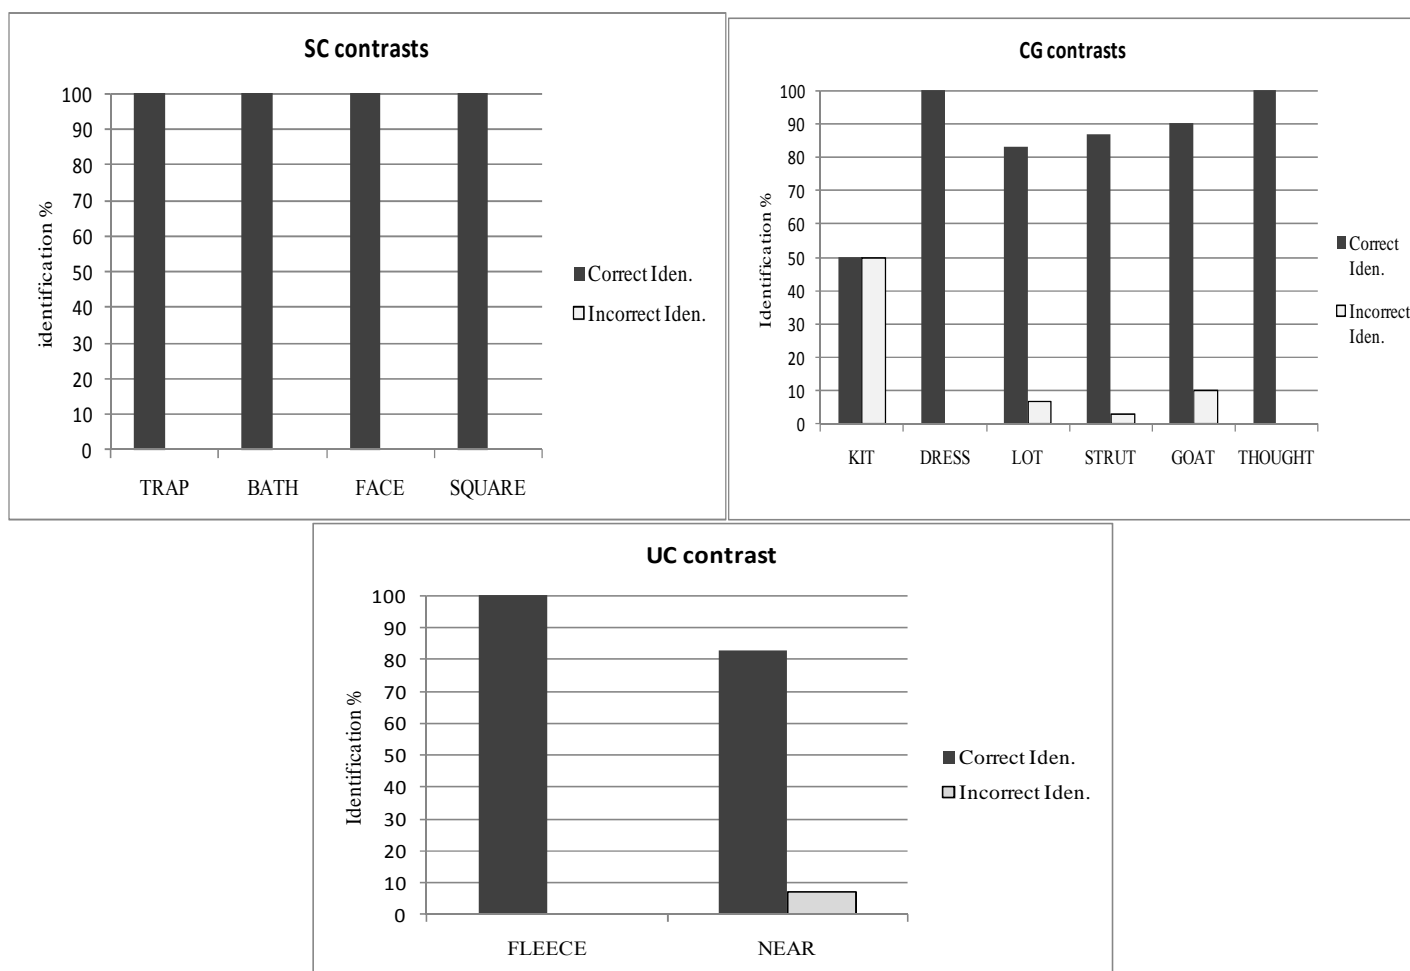 SC contrasts
100
90
80
70
60
50
40
30
20
10
0
identification %
TRAP BATH FACE SQUARE
Correct Iden.
Incorrect Iden.
CG contrasts
100
90
80
70
60
50
40
30
20
10
0
Identification %
KIT DRESS LOT STRUT GOAT THOUGHT
Correct
Iden.
Incorrect
Iden.
UC contrast
100
90
80
70
60
50
40
30
20
10
0
Identification %
FLEECE NEAR
Correct Iden.
Incorrect Iden.